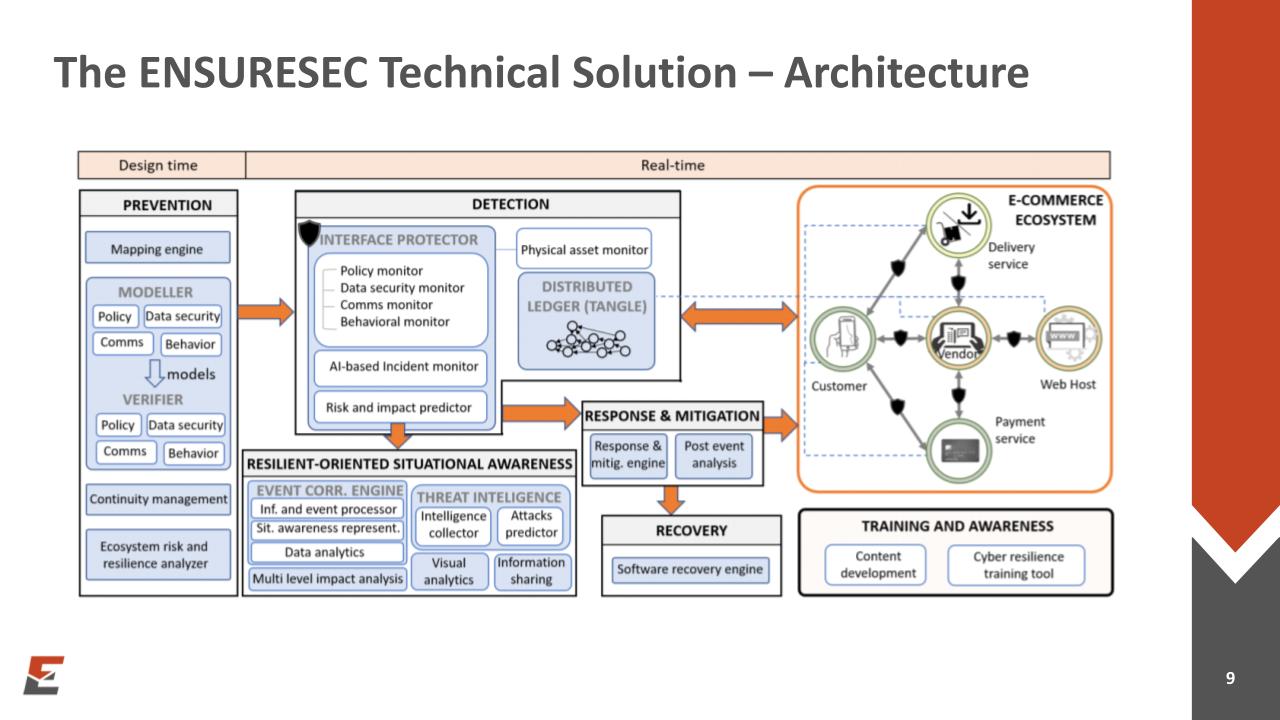 The ENSURESEC Technical Solution – Architecture
Design time
Real-time
PREVENTION
Mapping engine
MODELLER
Policy
Data security
Comms
Behavior
models
VERIFIER
Policy
Data security
Comms
Behavior
Continuity management
Ecosystem risk and
resilience analyzer
DETECTION
INTERFACE PROTECTOR
Policy monitor
Data security monitor
Comms monitor
Behavioral monitor
AI-based Incident monitor
Risk and impact predictor
Physical asset monitor
DISTRIBUTED
LEDGER (TANGLE)
RESILIENT-ORIENTED SITUATIONAL AWARENESS
EVENT CORR. ENGINE
Inf. and event processor
Sit. awareness represent.
Data analytics
Multi level impact analysis
THREAT INTELIGENCE
Intelligence
collector
Attacks
predictor
Visual
analytics
Information
sharing
RESPONSE & MITIGATION
Response &
mitig. engine
Post event
analysis
RECOVERY
Software recovery engine
E-COMMERCE
ECOSYSTEM
Delivery
service
Customer
Vendor
www
Web Host
Payment
service
TRAINING AND AWARENESS
Content
development
Cyber resilience
training tool
9